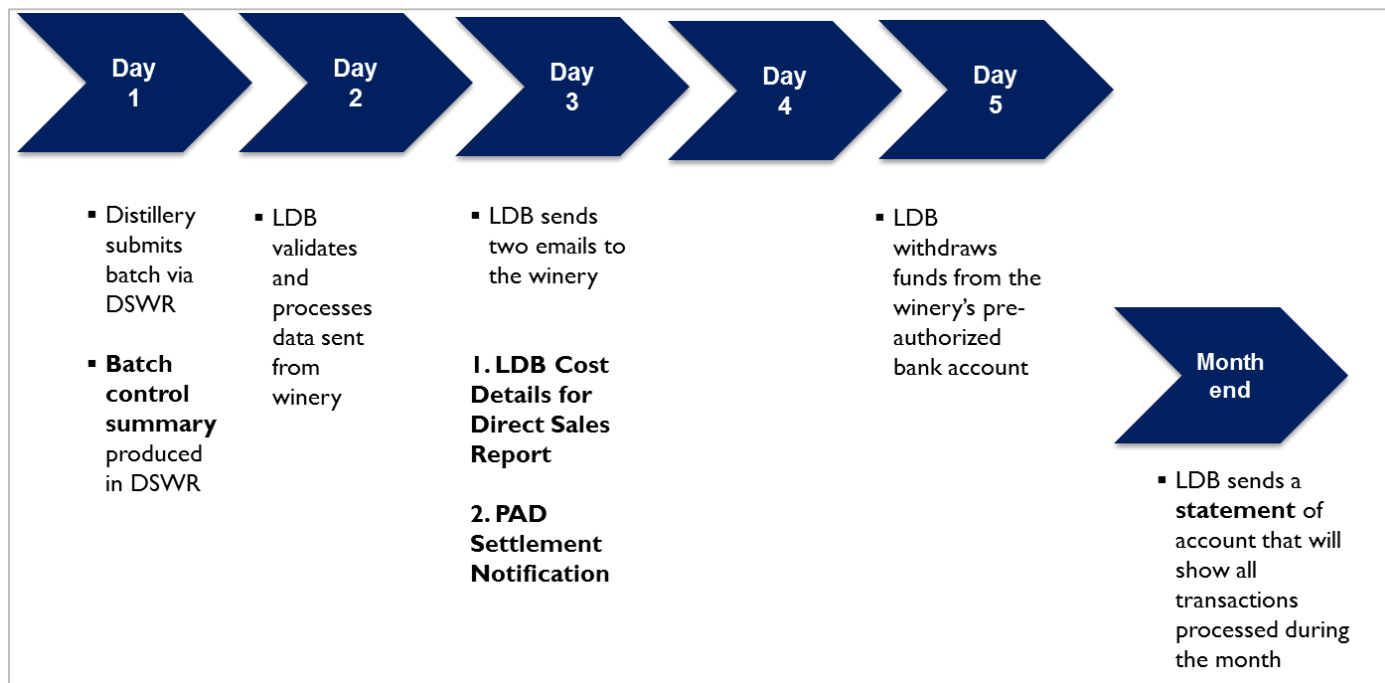 Day
1
Day
2
Day
3
Day
4
Day
5
▪ Distillery
submits
batch via
DSWR
▪ Batch
control
summary
produced
in DSWR
▪ LDB
validates
and
processes
data sent
from
winery
▪ LDB sends
two emails to
the winery
1. LDB Cost
Details for
Direct Sales
Report
2. PAD
Settlement
Notification
▪ LDB
withdraws
funds from the
winery's pre-
authorized
bank account
Month
end
▪ LDB sends a
statement of
account that will
show all
transactions
processed during
the month